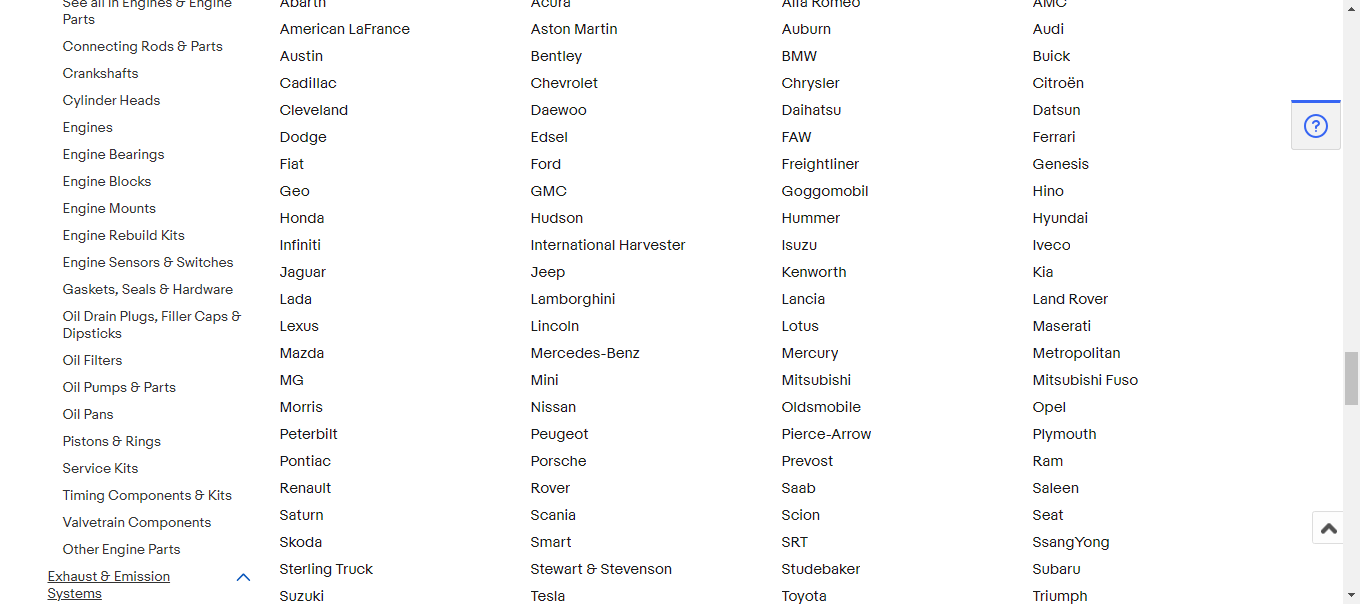 See all in Engines & Engine
Parts
Connecting Rods & Parts
Crankshafts
Cylinder Heads
Engines
Engine Bearings
Engine Blocks
Engine Mounts
Engine Rebuild Kits
Engine Sensors & Switches
Gaskets, Seals & Hardware
Oil Drain Plugs, Filler Caps &
Dipsticks
Oil Filters
Oil Pumps & Parts
Oil Pans
Pistons & Rings
Service Kits
Timing Components & Kits
Valvetrain Components
Other Engine Parts
Exhaust & Emission
Systems
Abarth Acura Alfa Romeo AMC
American LaFrance Aston Martin Auburn Audi
Austin Bentley BMW Buick
Cadillac Chevrolet Chrysler Citroën
Cleveland Daewoo Daihatsu Datsun
Dodge Edsel FAW Ferrari
Fiat Ford Freightliner Genesis
Geo GMC Goggomobil Hino
Honda Hudson Hummer Hyundai
Infiniti International Harvester Isuzu Iveco
Jaguar Jeep Kenworth Kia
Lada Lamborghini Lancia Land Rover
Lexus Lincoln Lotus Maserati
Mazda Mercedes-Benz Mercury Metropolitan
MG Mini Mitsubishi Mitsubishi Fuso
Morris Nissan Oldsmobile Opel
Peterbilt Peugeot Pierce-Arrow Plymouth
Pontiac Porsche Prevost Ram
Renault Rover Saab Saleen
Saturn Scania Scion Seat
Skoda Smart SRT SsangYong
Sterling Truck Stewart & Stevenson Studebaker Subaru
Suzuki Tesla Toyota Triumph
?